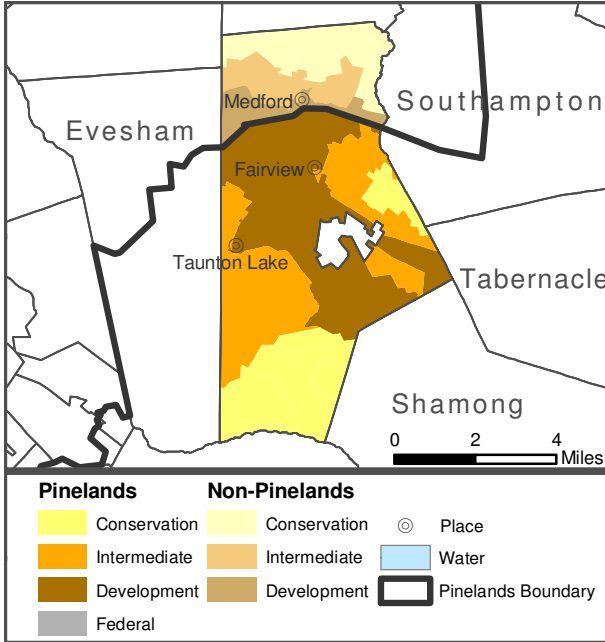 Medford
Southampton
Evesham
Fairview
Taunton Lake
Tabernacle
Shamong
0 2 4
Miles
Pinelands Non-Pinelands
Conservation Conservation Place
Intermediate Intermediate Water
Development Development Pinelands Boundary
Federal